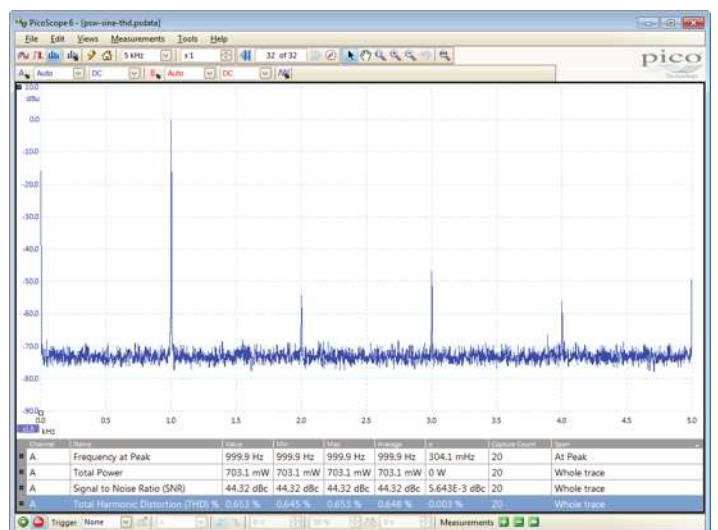 PicoScope 6 - [psw-sine-thd.psdata]
File Edit Views Measurements Tools Help
5 kHz x1 32 of 32
pico
Technology
A Auto DC B Auto DC
10.0
dBu
0.0
-10.0
-20.0
-30.0
-40.0
-50.0
-60.0
-70.0
-80.0
-90.0
0.0 0.5 1.0 1.5 2.0 2.5 3.0 3.5 4.0 4.5 5.0
x1.0 kHz
Channel Name Value Min Max Average σ Capture Count Span
A Frequency at Peak 999.9 Hz 999.9 Hz 999.9 Hz 999.9 Hz 304.1 mHz 20 At Peak
A Total Power 703.1 mW 703.1 mW 703.1 mW 703.1 mW 0 W 20 Whole trace
A Signal to Noise Ratio (SNR) 44.32 dBc 44.32 dBc 44.32 dBc 44.32 dBc 5.643E-3 dBc 20 Whole trace
A Total Harmonic Distortion (THD) % 0.653 % 0.645 % 0.653 % 0.648 % 0.003 % 20 Whole trace
Trigger None A 0 V 50 % 0 s Measurements